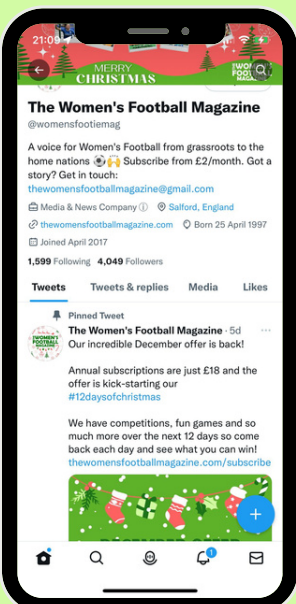 21:09
MERRY
CHRISTMAS
The Women's Football Magazine
@womensfootiemag
A voice for Women's Football from grassroots to the
home nations ⚽🙌 Subscribe from £2/month. Got a
story? Get in touch:
thewomensfootballmagazine@gmail.com
Media & News Company ⓘ Salford, England
thewomensfootballmagazine.com Born 25 April 1997
Joined April 2017
1,599 Following 4,049 Followers
Tweets Tweets & replies Media Likes
Pinned Tweet
The Women's Football Magazine · 5d
Our incredible December offer is back!
Annual subscriptions are just £18 and the
offer is kick-starting our
#12daysofchristmas
We have competitions, fun games and so
much more over the next 12 days so come
back each day and see what you can win!
thewomensfootballmagazine.com/subscribe
1